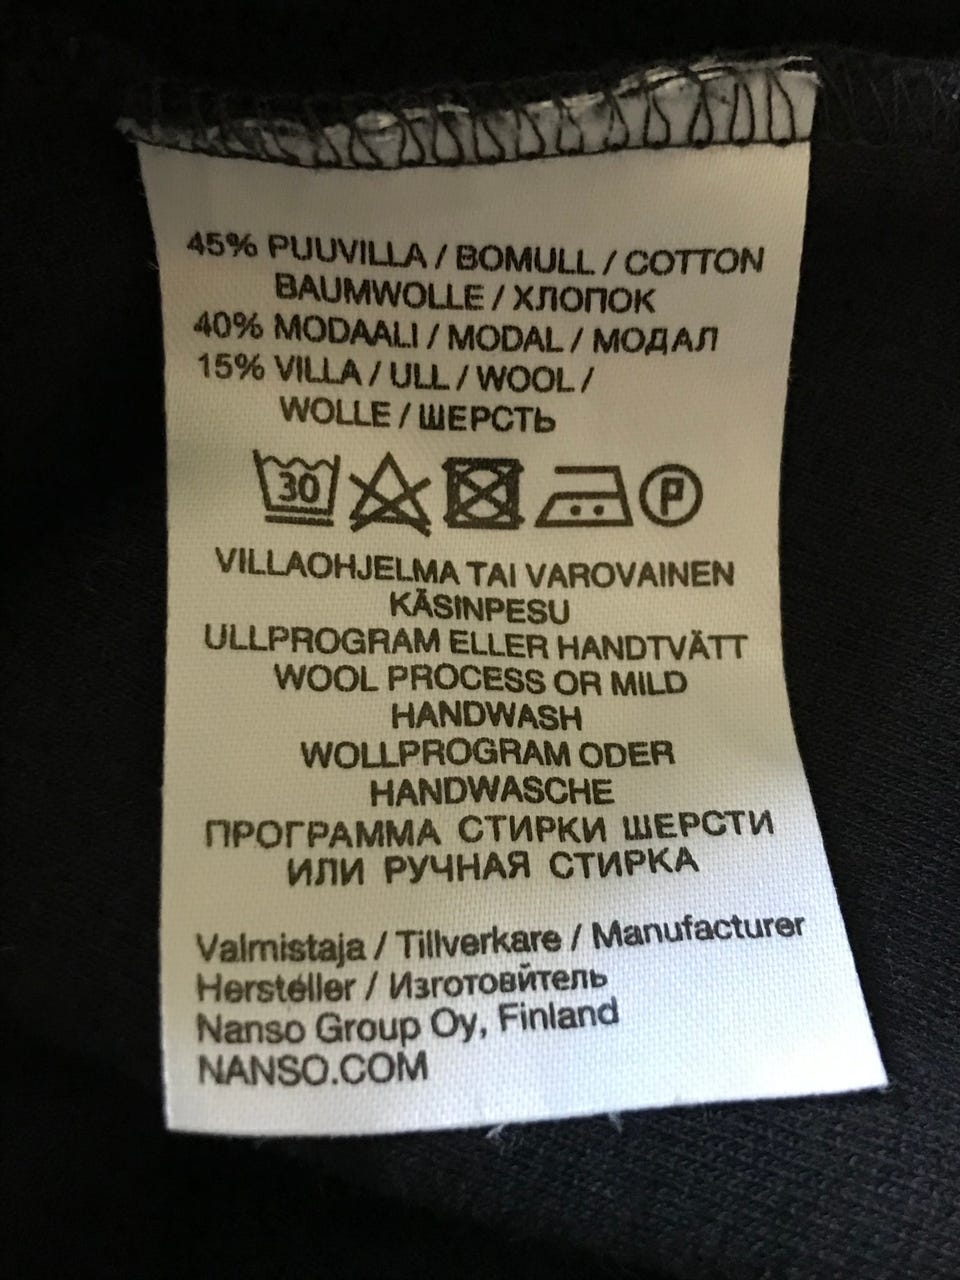 45% PUUVILLA / BOMULL / COTTON
BAUMWOLLE / ХЛОПОК
40% MODAALI / MODAL / МОДАЛ
15% VILLA / ULL / WOOL /
WOLLE / ШЕРСТЬ
30 P
VILLAOHJELMA TAI VAROVAINEN
KÄSINPESU
ULLPROGRAM ELLER HANDTVÄTT
WOOL PROCESS OR MILD
HANDWASH
WOLLPROGRAM ODER
HANDWASCHE
ПРОГРАММА СТИРКИ ШЕРСТИ
ИЛИ РУЧНАЯ СТИРКА
Valmistaja / Tillverkare / Manufacturer
Hersteller / Изготовйтель
Nanso Group Oy, Finland
NANSO.COM